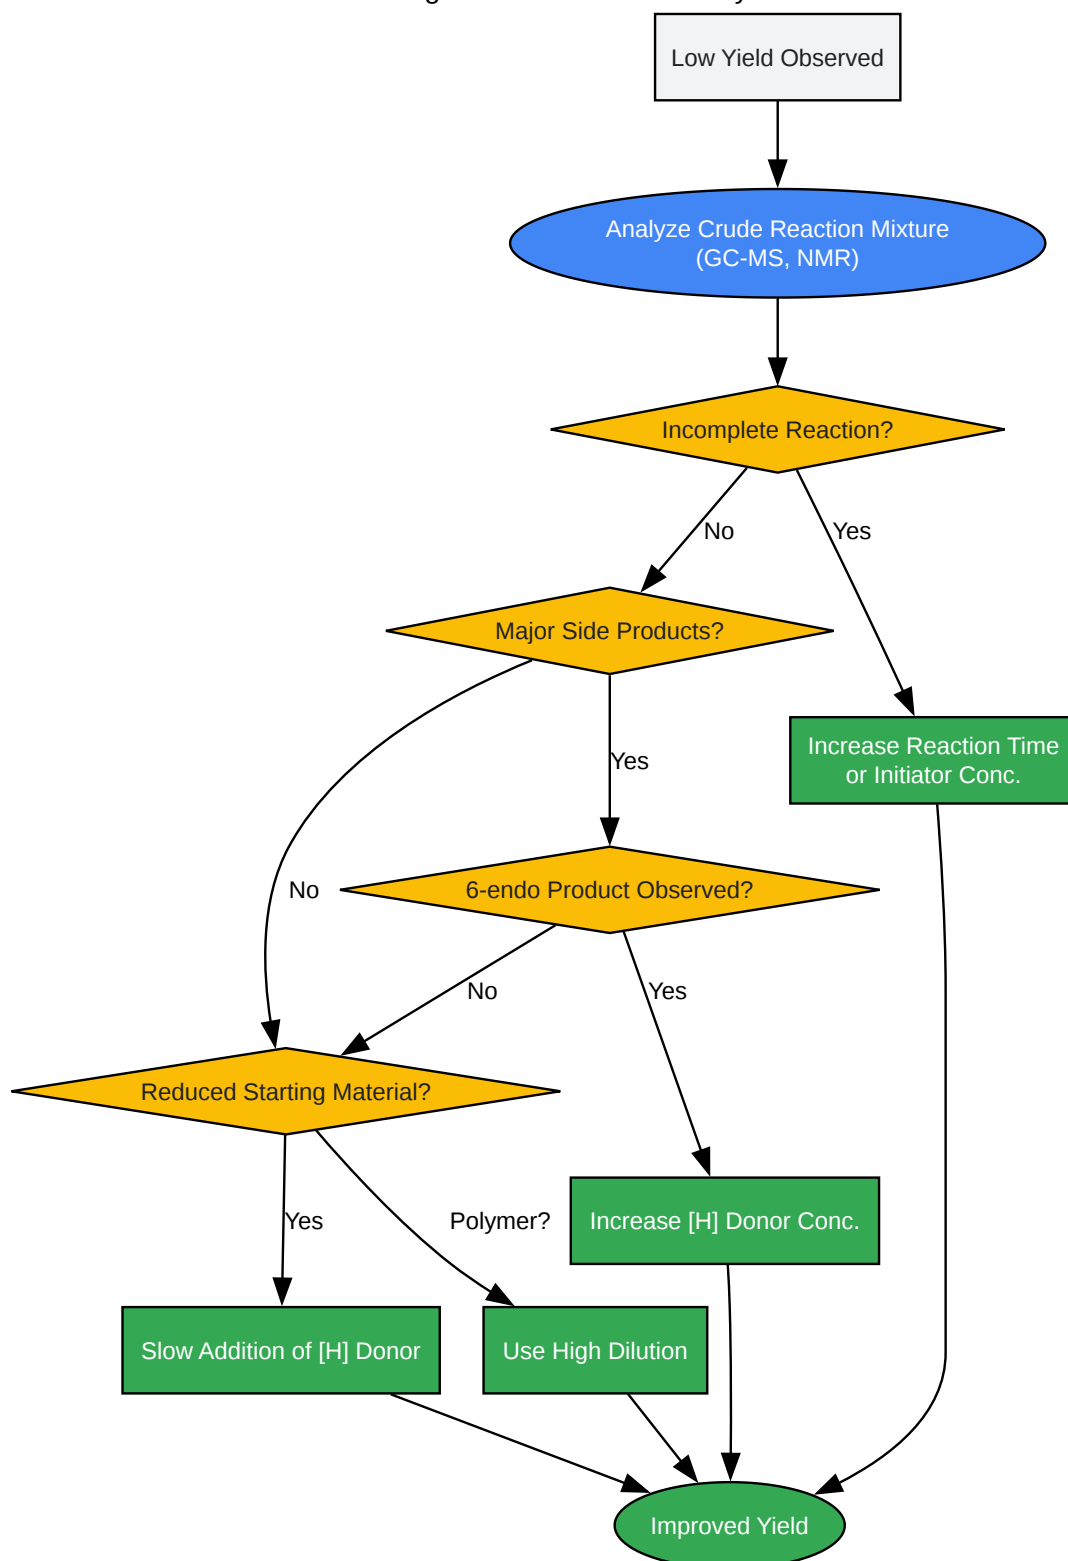 Low Yield Observed
Analyze Crude Reaction Mixture
(GC-MS, NMR)
Incomplete Reaction?
No
Yes
Major Side Products?
Increase Reaction Time
or Initiator Conc.
Yes
No
6-endo Product Observed?
No
Yes
Reduced Starting Material?
Yes
Polymer?
Increase [H] Donor Conc.
Slow Addition of [H] Donor
Use High Dilution
Improved Yield